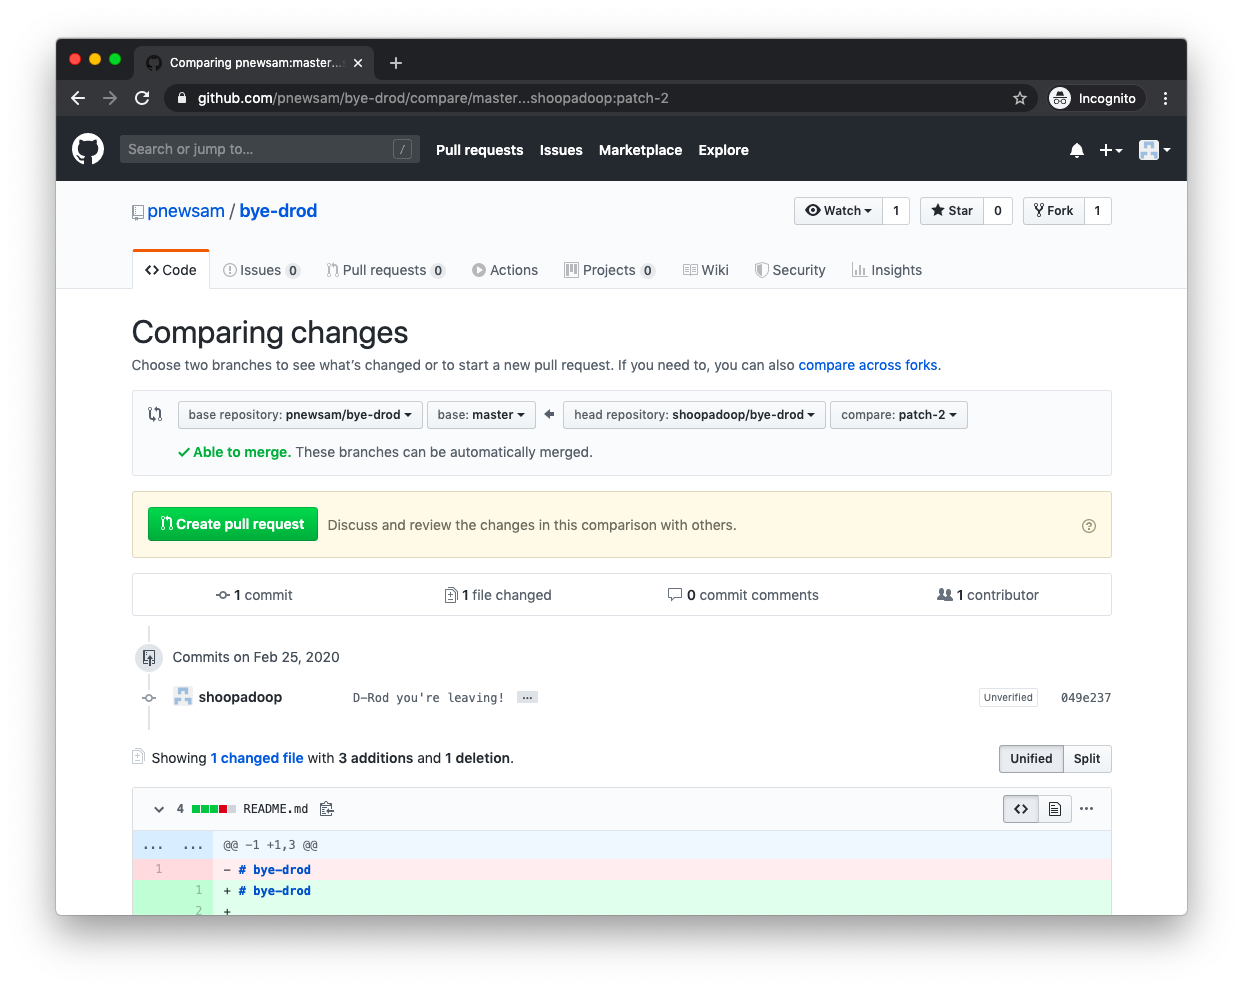 Comparing pnewsam:master...
github.com/pnewsam/bye-drod/compare/master...shoopadoop:patch-2
Incognito
Search or jump to...
/
Pull requests Issues Marketplace Explore
pnewsam / bye-drod
Watch 1 Star 0 Fork 1
Code Issues 0 Pull requests 0 Actions Projects 0 Wiki Security Insights
Comparing changes
Choose two branches to see what’s changed or to start a new pull request. If you need to, you can also compare across forks.
base repository: pnewsam/bye-drod base: master head repository: shoopadoop/bye-drod compare: patch-2
Able to merge. These branches can be automatically merged.
Create pull request Discuss and review the changes in this comparison with others.
1 commit 1 file changed 0 commit comments 1 contributor
Commits on Feb 25, 2020
shoopadoop D-Rod you're leaving! ... Unverified 049e237
Showing 1 changed file with 3 additions and 1 deletion. Unified Split
4 README.md
... ... @@ -1 +1,3 @@
1 - # bye-drod
1 + # bye-drod
2 +